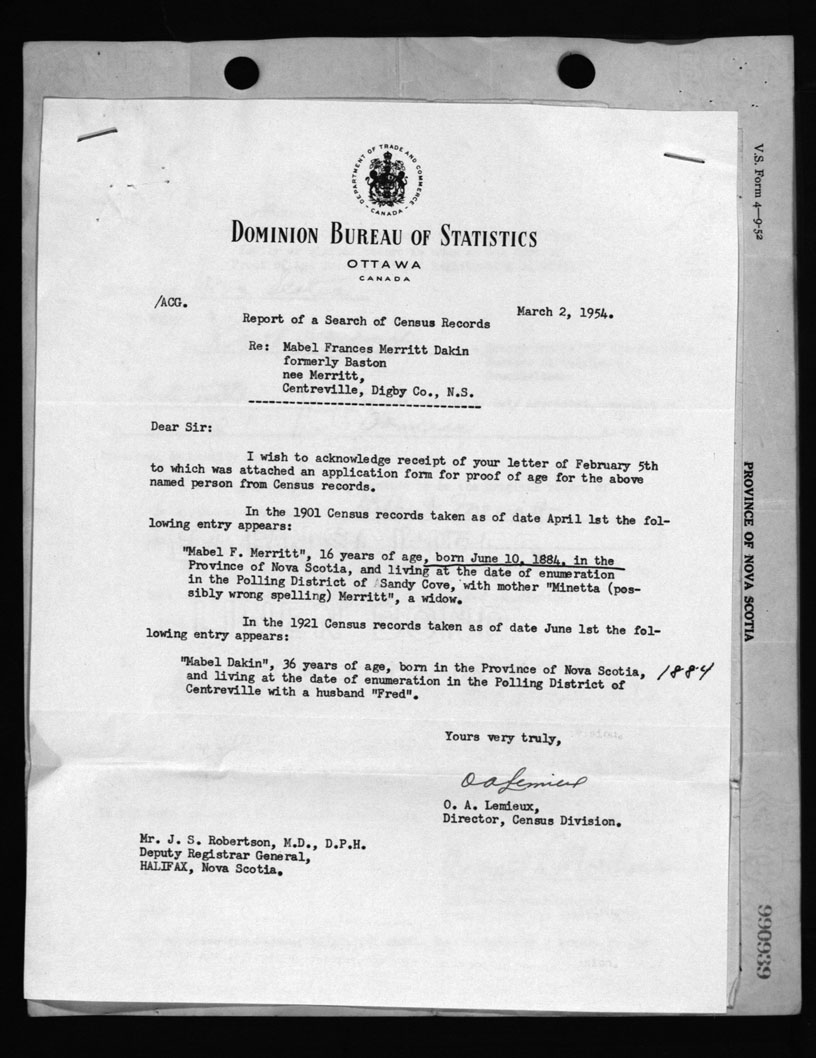 DEPARTMENT OF TRADE AND COMMERCE
- CANADA -
DOMINION BUREAU OF STATISTICS
OTTAWA
CANADA
/ACG.
March 2, 1954.
Report of a Search of Census Records
Re: Mabel Frances Merritt Dakin
formerly Baston
nee Merritt,
Centreville, Digby Co., N.S.
Dear Sir:
I wish to acknowledge receipt of your letter of February 5th
to which was attached an application form for proof of age for the above
named person from Census records.
In the 1901 Census records taken as of date April 1st the fol-
lowing entry appears:
"Mabel F. Merritt", 16 years of age, born June 10, 1884, in the
Province of Nova Scotia, and living at the date of enumeration
in the Polling District of Sandy Cove, with mother "Minetta (pos-
sibly wrong spelling) Merritt", a widow.
In the 1921 Census records taken as of date June 1st the fol-
lowing entry appears:
"Mabel Dakin", 36 years of age, born in the Province of Nova Scotia, 1884
and living at the date of enumeration in the Polling District of
Centreville with a husband "Fred".
Yours very truly,
O A Lemieux
O. A. Lemieux,
Director, Census Division.
Mr. J. S. Robertson, M.D., D.P.H.
Deputy Registrar General,
HALIFAX, Nova Scotia.
V.S. Form 4—9-52
PROVINCE OF NOVA SCOTIA
990939